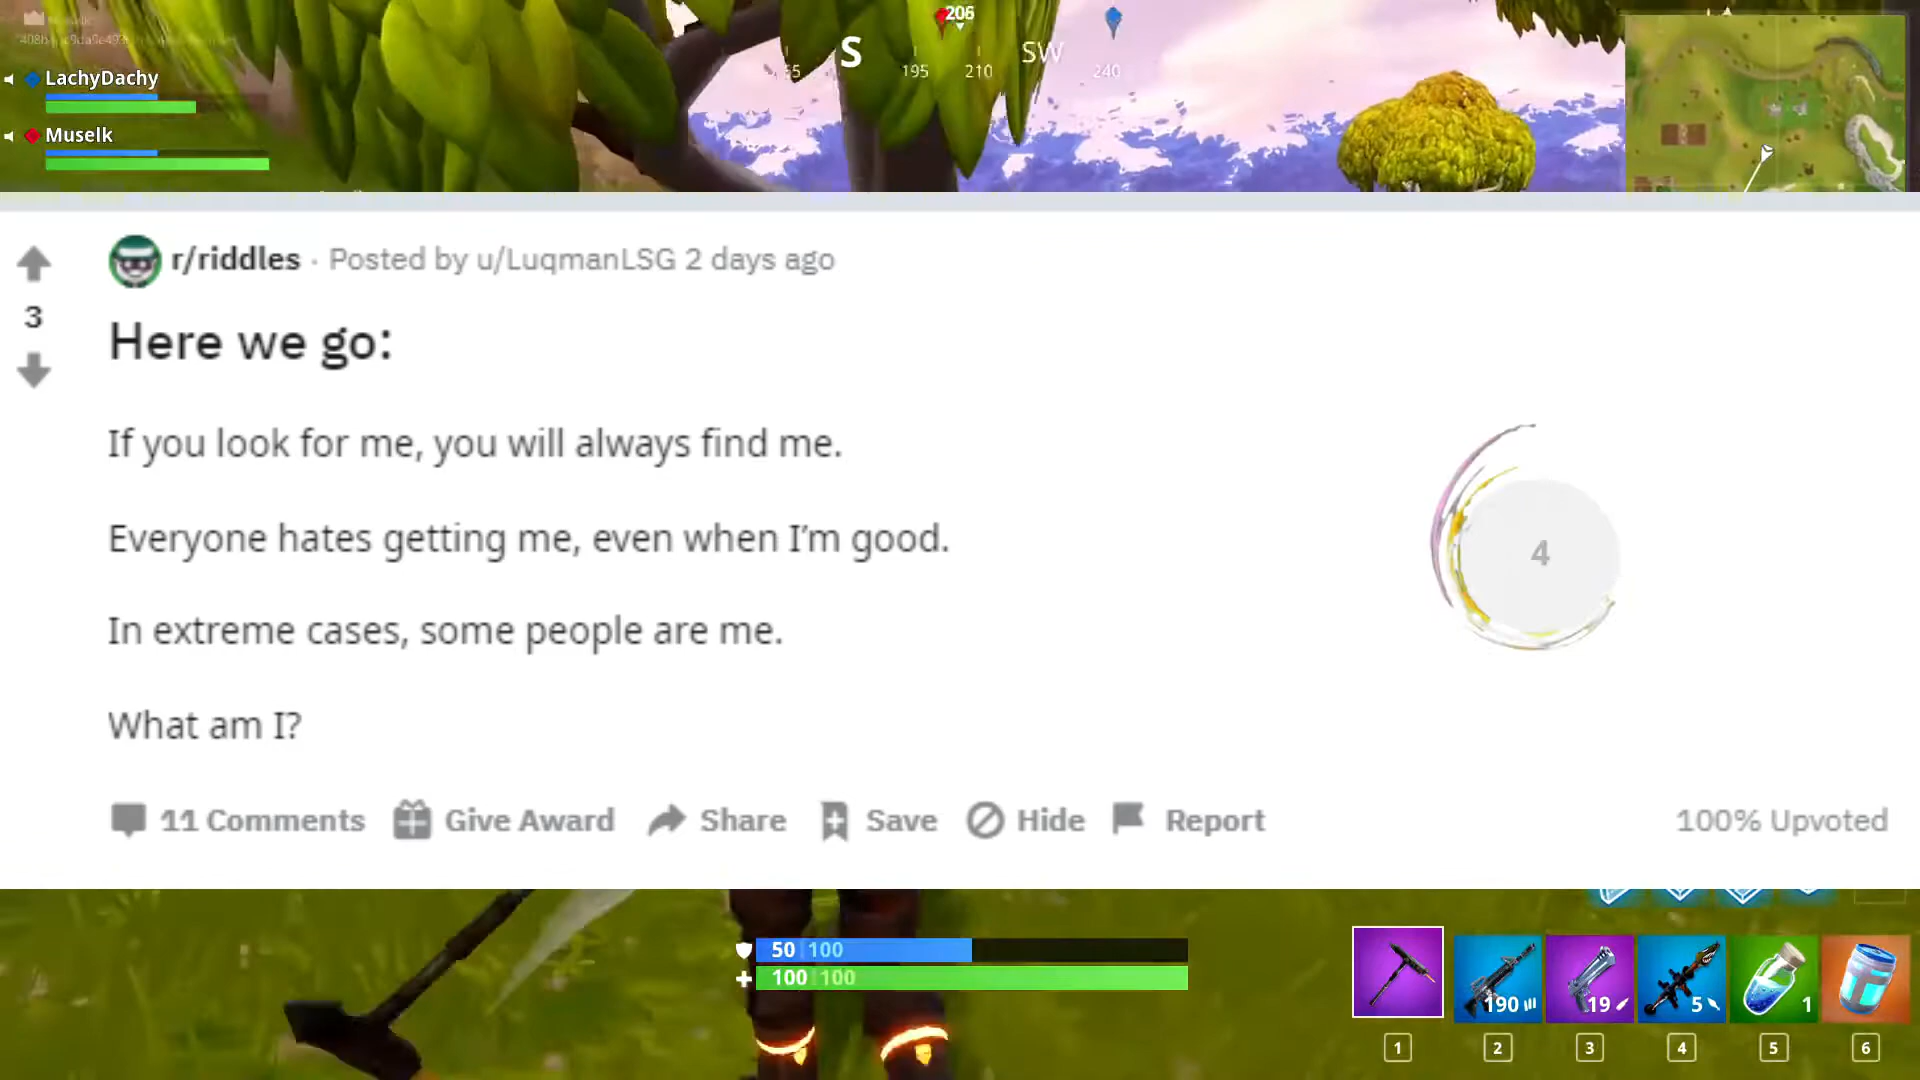 206
S
SW
195
210
240
LachyDachy
Muselk
r/riddles · Posted by u/LuqmanLSG 2 days ago
3
Here we go:
If you look for me, you will always find me.
Everyone hates getting me, even when I’m good.
4
In extreme cases, some people are me.
What am I?
11 Comments Give Award Share Save Hide Report 100% Upvoted
50 | 100
100 | 100
190 19 5 1
1 2 3 4 5 6